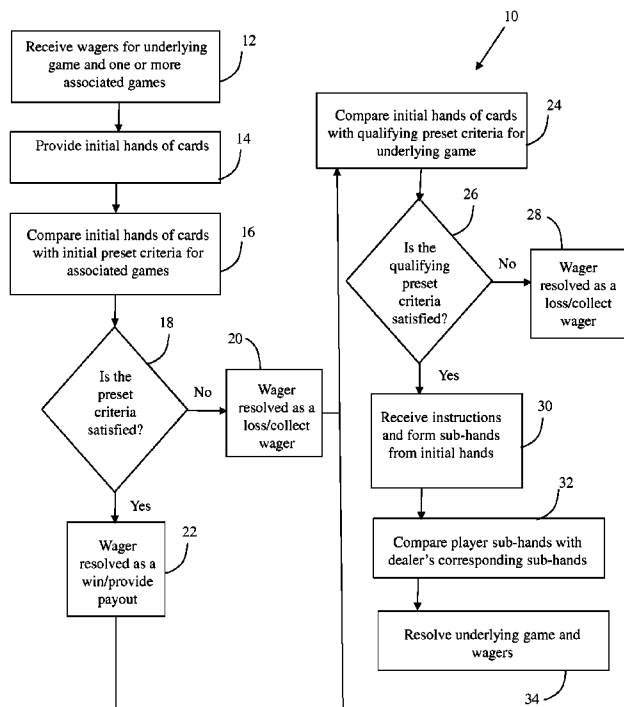 Receive wagers for underlying
game and one or more
associated games
12
Provide initial hands of cards
14
Compare initial hands of cards
with initial preset criteria for
associated games
16
18
Is the
preset
criteria
satisfied?
No
20
Wager
resolved as a
loss/collect
wager
Yes
Wager
resolved as a
win/provide
payout
22
10
Compare initial hands of cards
with qualifying preset criteria for
underlying game
24
26
Is the
qualifying
preset
criteria
satisfied?
No
28
Wager
resolved as a
loss/collect
wager
Yes
Receive instructions
and form sub-hands
from initial hands
30
32
Compare player sub-hands with
dealer's corresponding sub-hands
Resolve underlying game and
wagers
34